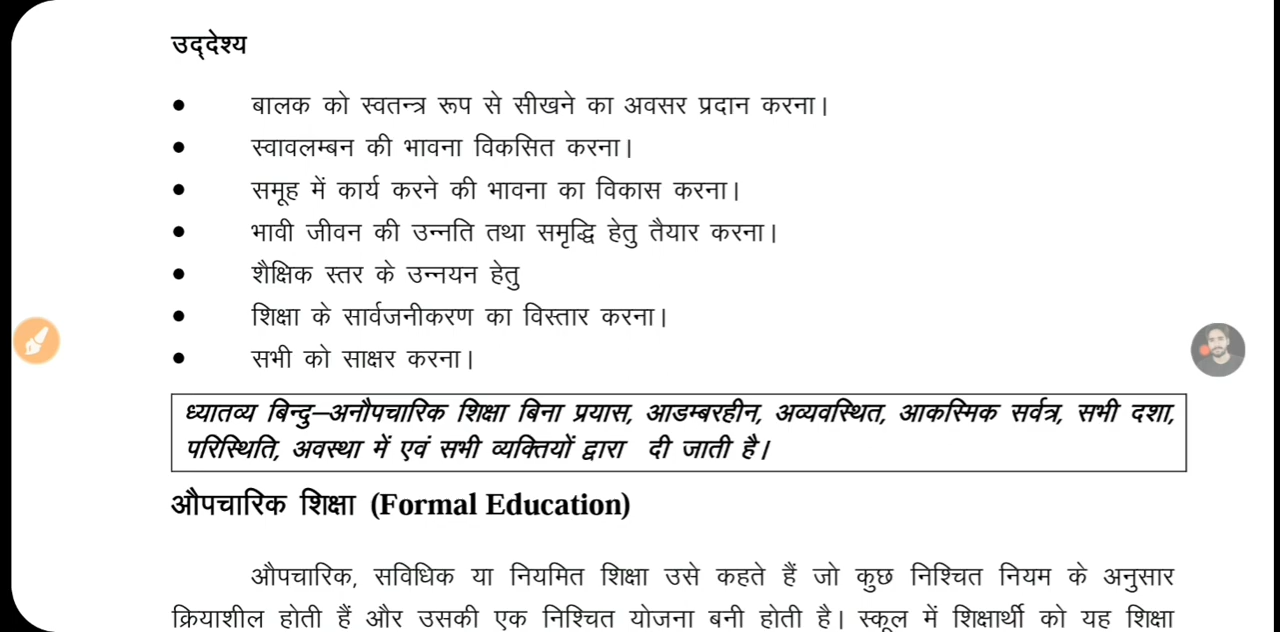 उद्देश्य
• बालक को स्वतन्त्र रूप से सीखने का अवसर प्रदान करना।
• स्वावलम्बन की भावना विकसित करना।
• समूह में कार्य करने की भावना का विकास करना।
• भावी जीवन की उन्नति तथा समृद्धि हेतु तैयार करना।
• शैक्षिक स्तर के उन्नयन हेतु
• शिक्षा के सार्वजनीकरण का विस्तार करना।
• सभी को साक्षर करना।
ध्यातव्य बिन्दु—अनौपचारिक शिक्षा बिना प्रयास, आडम्बरहीन, अव्यवस्थित, आकस्मिक सर्वत्र, सभी दशा,
परिस्थिति, अवस्था में एवं सभी व्यक्तियों द्वारा दी जाती है।
औपचारिक शिक्षा (Formal Education)
औपचारिक, सविधिक या नियमित शिक्षा उसे कहते हैं जो कुछ निश्चित नियम के अनुसार
क्रियाशील होती हैं और उसकी एक निश्चित योजना बनी होती है। स्कूल में शिक्षार्थी को यह शिक्षा